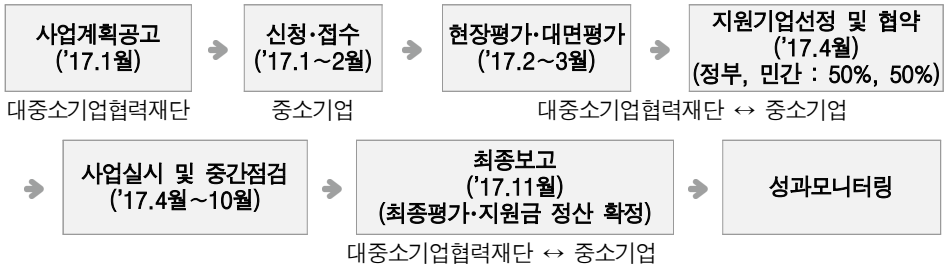 사업계획공고
('17.1월)
신청·접수
('17.1~2월)
현장평가·대면평가
('17.2~3월)
지원기업선정 및 협약
('17.4월)
(정부, 민간 : 50%, 50%)
대중소기업협력재단
중소기업
대중소기업협력재단 ↔ 중소기업
사업실시 및 중간점검
('17.4월~10월)
최종보고
('17.11월)
(최종평가·지원금 정산 확정)
성과모니터링
대중소기업협력재단 ↔ 중소기업